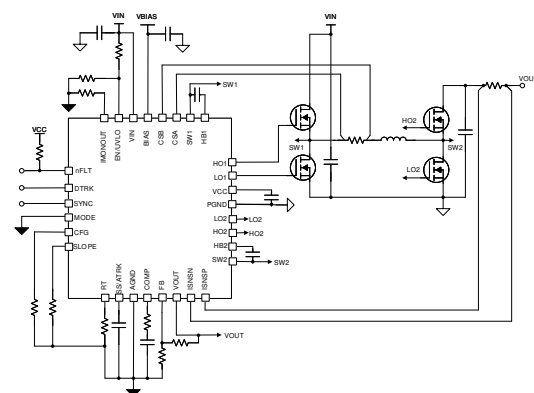 VIN
VBIAS
VIN
VOU
SW1
HO2
SW1
SW2
LO2
VCC
IMONOUT
EN/UVLO
VIN
BIAS
CSB
CSA
SW1
HB1
nFLT
DTRK
SYNC
MODE
CFG
SLOPE
HO1
LO1
VCC
PGND
LO2
LO2
HO2
HO2
HB2
SW2
SW2
RT
SS/ATRK
AGND
COMP
FB
VOUT
ISNSN
ISNSP
VOUT